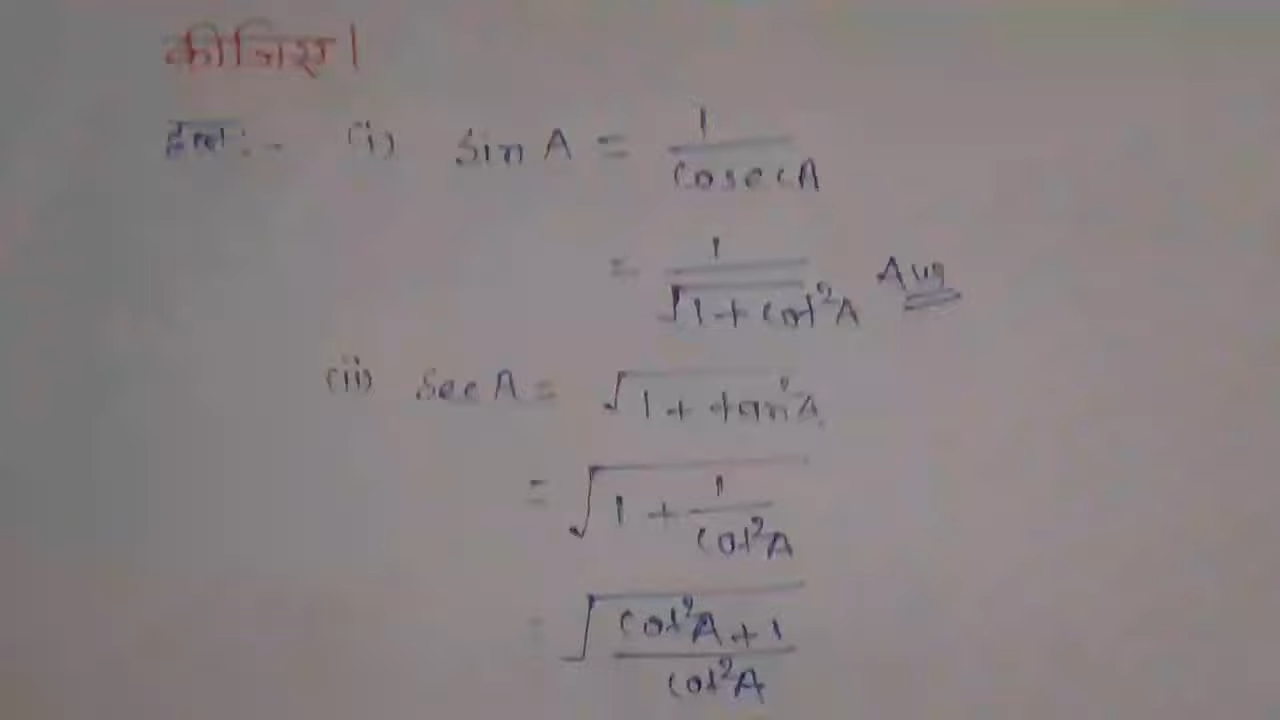 कीजिए।
हल:- (i) sin A = 1/cosec A
= 1/√(1 + cot²A) Ans
(ii) sec A = √(1 + tan²A)
= √(1 + 1/cot²A)
= √((cot²A + 1)/cot²A)